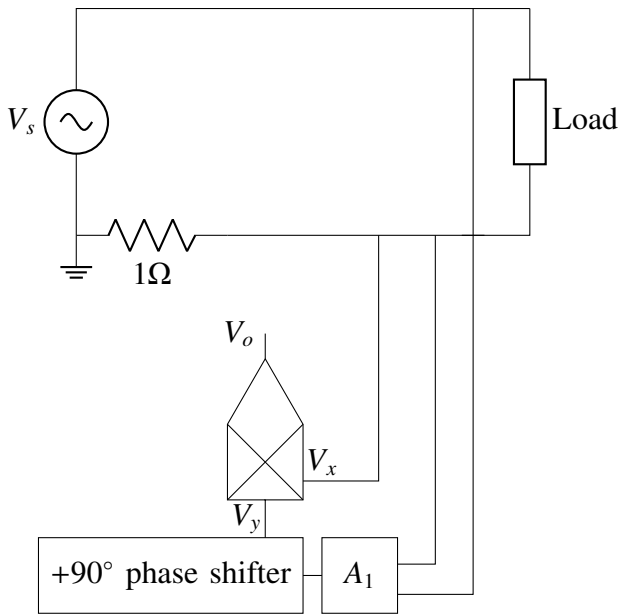 V_s
Load
1Ω
V_o
V_x
V_y
+90° phase shifter
A_1